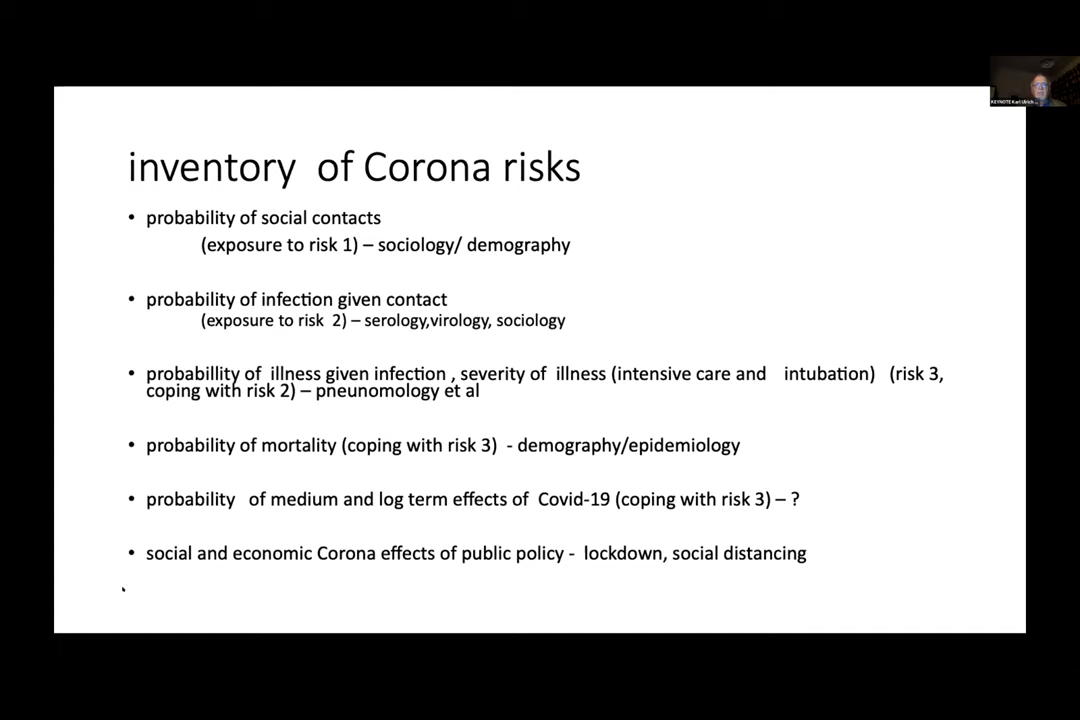 inventory of Corona risks
• probability of social contacts
(exposure to risk 1) – sociology/ demography
• probability of infection given contact
(exposure to risk 2) – serology,virology, sociology
• probabillity of illness given infection , severity of illness (intensive care and intubation) (risk 3,
coping with risk 2) – pneunomology et al
• probability of mortality (coping with risk 3) - demography/epidemiology
• probability of medium and log term effects of Covid-19 (coping with risk 3) – ?
• social and economic Corona effects of public policy - lockdown, social distancing
KEYNOTE Karl Ulrich